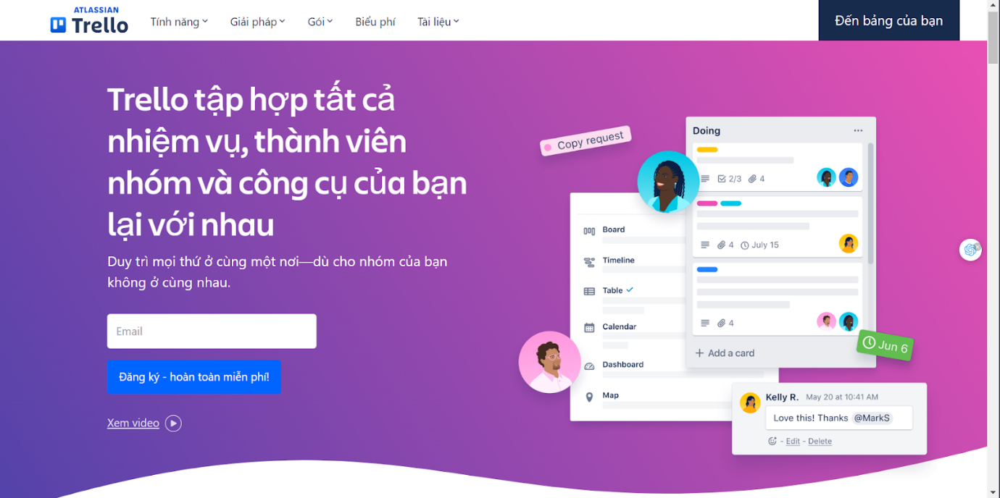 ATLASSIAN
Trello
Tính năng
Giải pháp
Gói
Biểu phí
Tài liệu
Đến bảng của bạn
Trello tập hợp tất cả
nhiệm vụ, thành viên
nhóm và công cụ của bạn
lại với nhau
Duy trì mọi thứ ở cùng một nơi—dù cho nhóm của bạn
không ở cùng nhau.
Email
Đăng ký - hoàn toàn miễn phí!
Xem video
Copy request
Doing
2/3 4
4 July 15
4
+ Add a card
Board
Timeline
Table
Calendar
Dashboard
Map
Jun 6
Kelly R. May 20 at 10:41 AM
Love this! Thanks @MarkS
- Edit - Delete